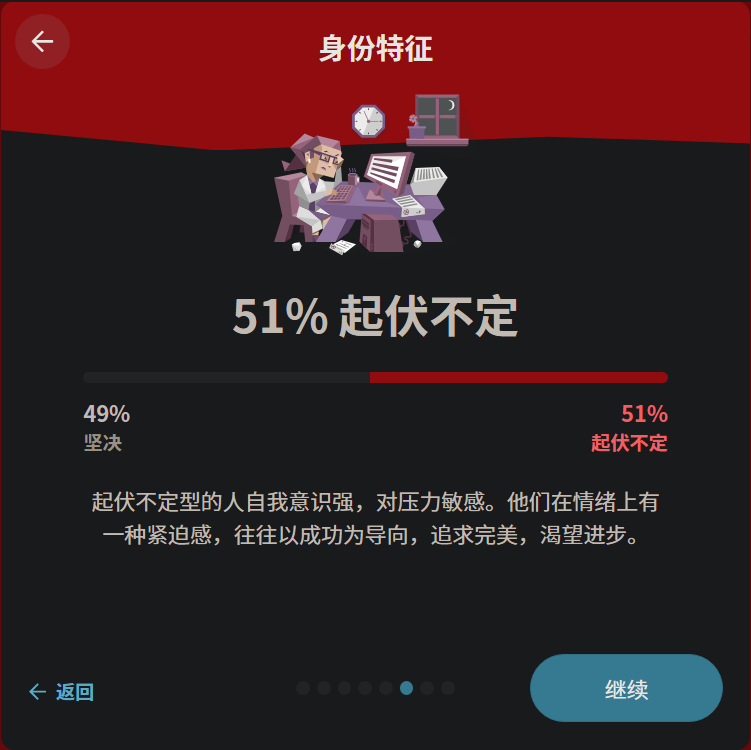 身份特征
51% 起伏不定
49%
51%
坚决
起伏不定
起伏不定型的人自我意识强，对压力敏感。他们在情绪上有
一种紧迫感，往往以成功为导向，追求完美，渴望进步。
返回
继续